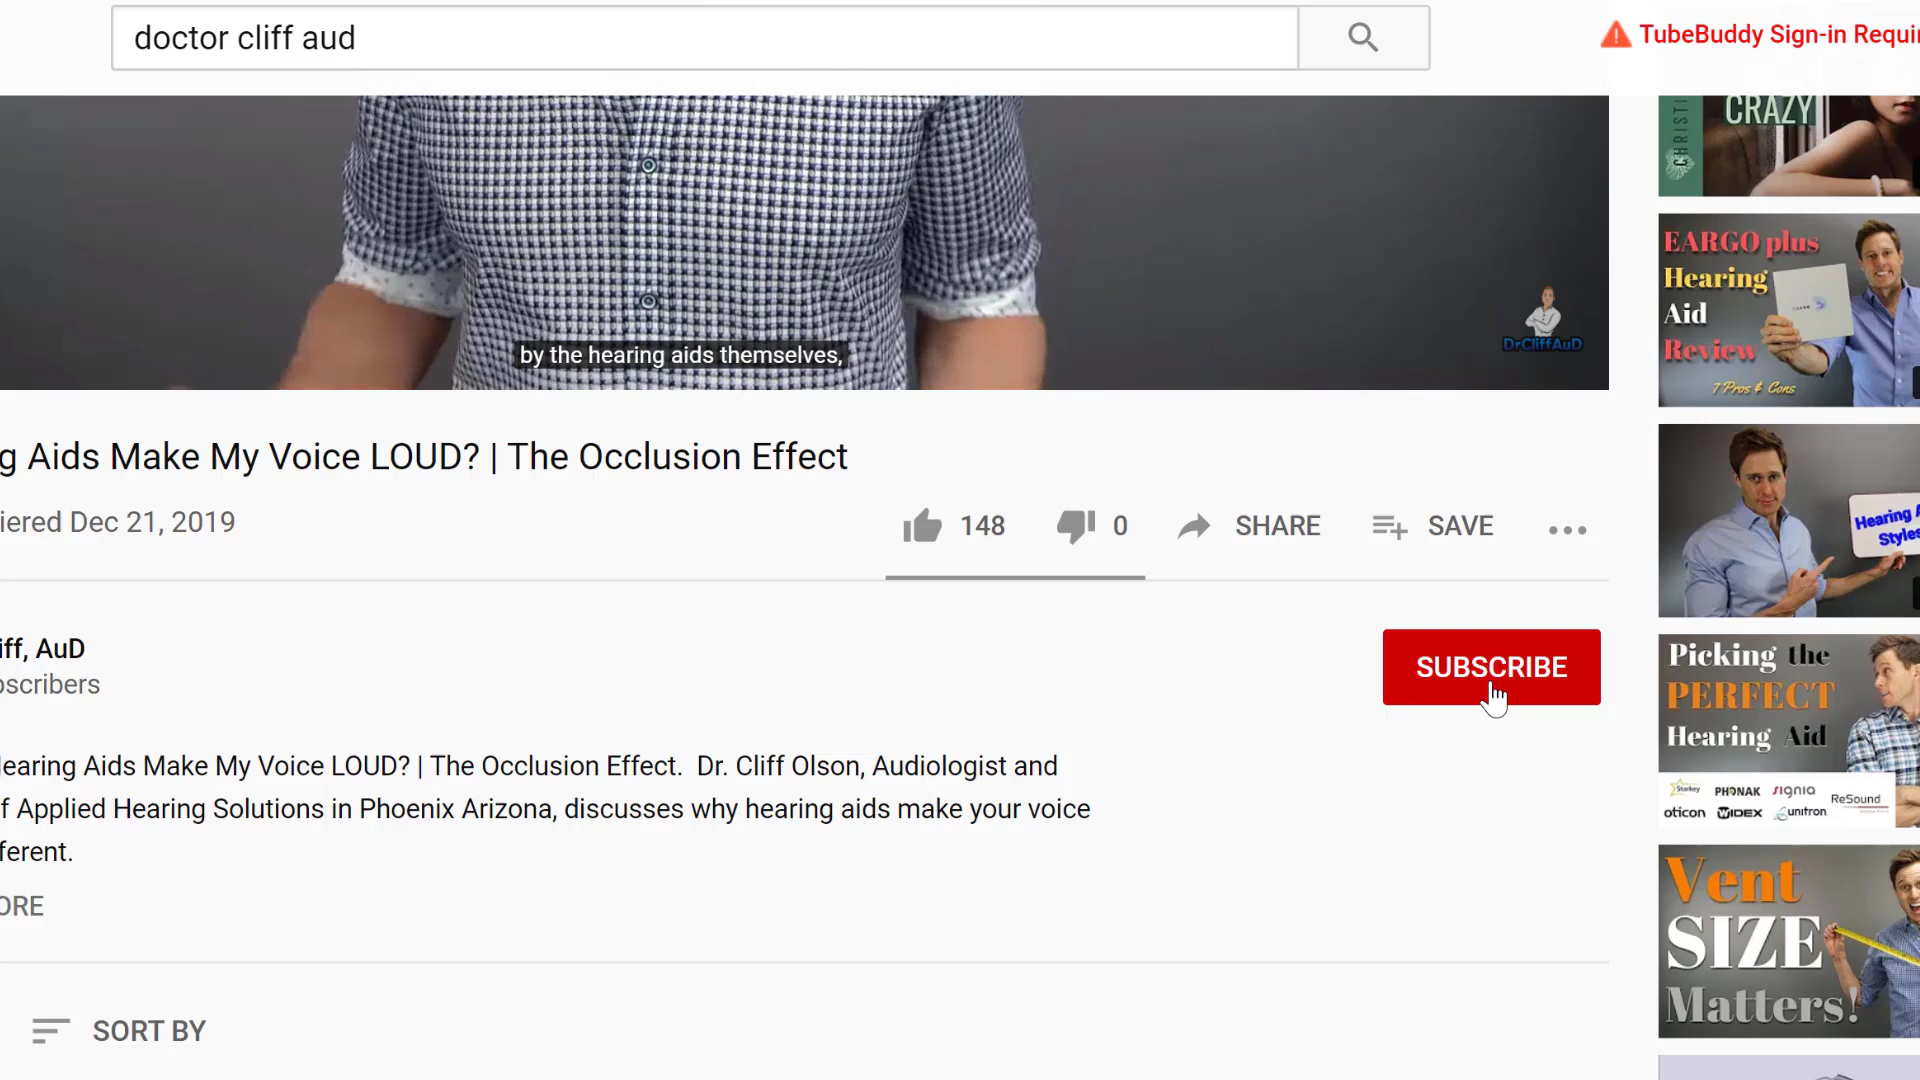 doctor cliff aud
TubeBuddy Sign-in Requi
CHRISTI
CRAZY
EARGO plus
Hearing
Aid
Review
7 Pros & Cons
DrCliffAuD
by the hearing aids themselves,
g Aids Make My Voice LOUD? | The Occlusion Effect
iered Dec 21, 2019
148
0
SHARE
SAVE
Hearing A
Styles
iff, AuD
bscribers
SUBSCRIBE
Picking the
PERFECT
Hearing Aid
Starkey PHONAK signia ReSound
oticon WIDEX unitron
earing Aids Make My Voice LOUD? | The Occlusion Effect. Dr. Cliff Olson, Audiologist and
f Applied Hearing Solutions in Phoenix Arizona, discusses why hearing aids make your voice
ferent.
ORE
Vent
SIZE
Matters!
SORT BY